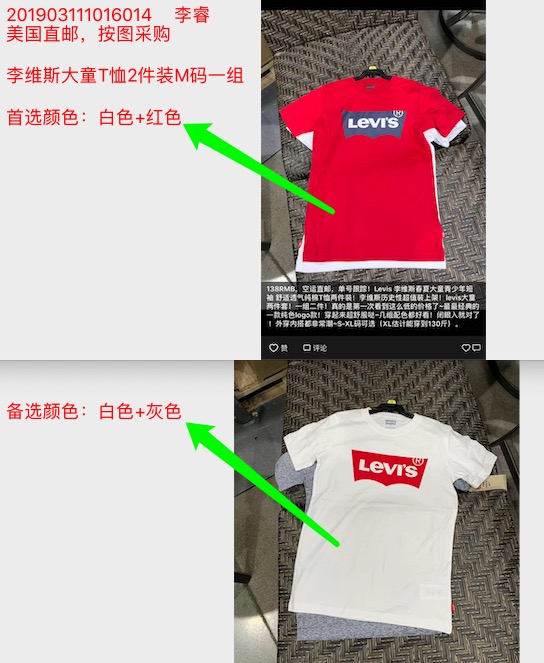 201903111016014 李睿
美国直邮，按图采购
李维斯大童T恤2件装M码一组
首选颜色：白色+红色
LEVI'S®
138RMB，空运直邮，单号跟踪！Levis 李维斯春夏大童青少年短
袖 舒适透气纯棉T恤两件装！李维斯历史性超值装上架！levis大童
两件套！一组二件！真的是第一次看到这么低的价格了~最最经典的
一款纯色logo款！穿起来超舒服哒~几组配色都好看！闭眼入就对了
！外穿内搭都非常潮~S-XL码可选（XL估计能穿到130斤）。
赞 评论
备选颜色：白色+灰色
LEVI'S®